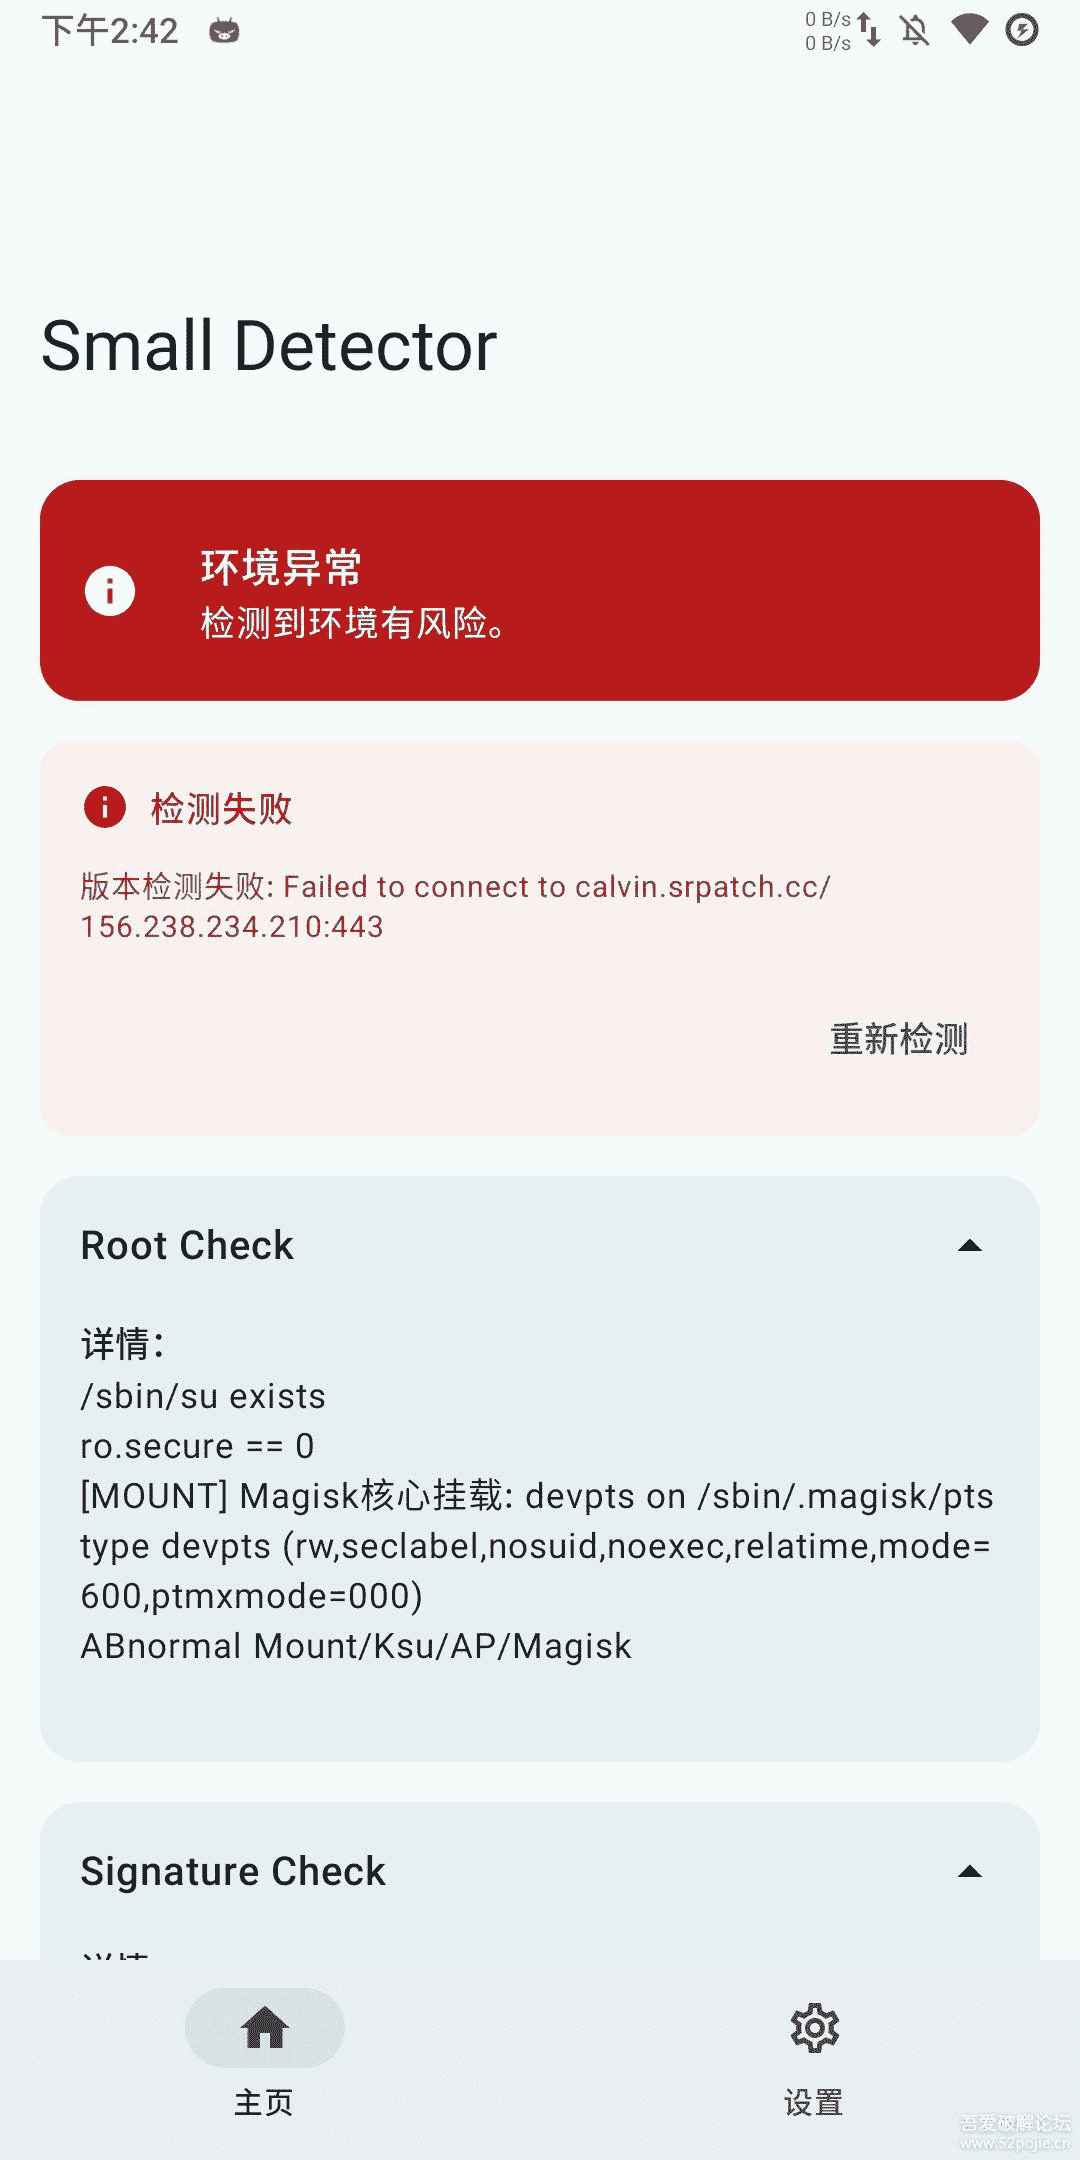 下午2:42
0 B/s
0 B/s
Small Detector
环境异常
检测到环境有风险。
检测失败
版本检测失败: Failed to connect to calvin.srpatch.cc/
156.238.234.210:443
重新检测
Root Check
详情：
/sbin/su exists
ro.secure == 0
[MOUNT] Magisk核心挂载: devpts on /sbin/.magisk/pts
type devpts (rw,seclabel,nosuid,noexec,relatime,mode=
600,ptmxmode=000)
ABnormal Mount/Ksu/AP/Magisk
Signature Check
主页
设置
吾爱破解论坛
www.52pojie.cn